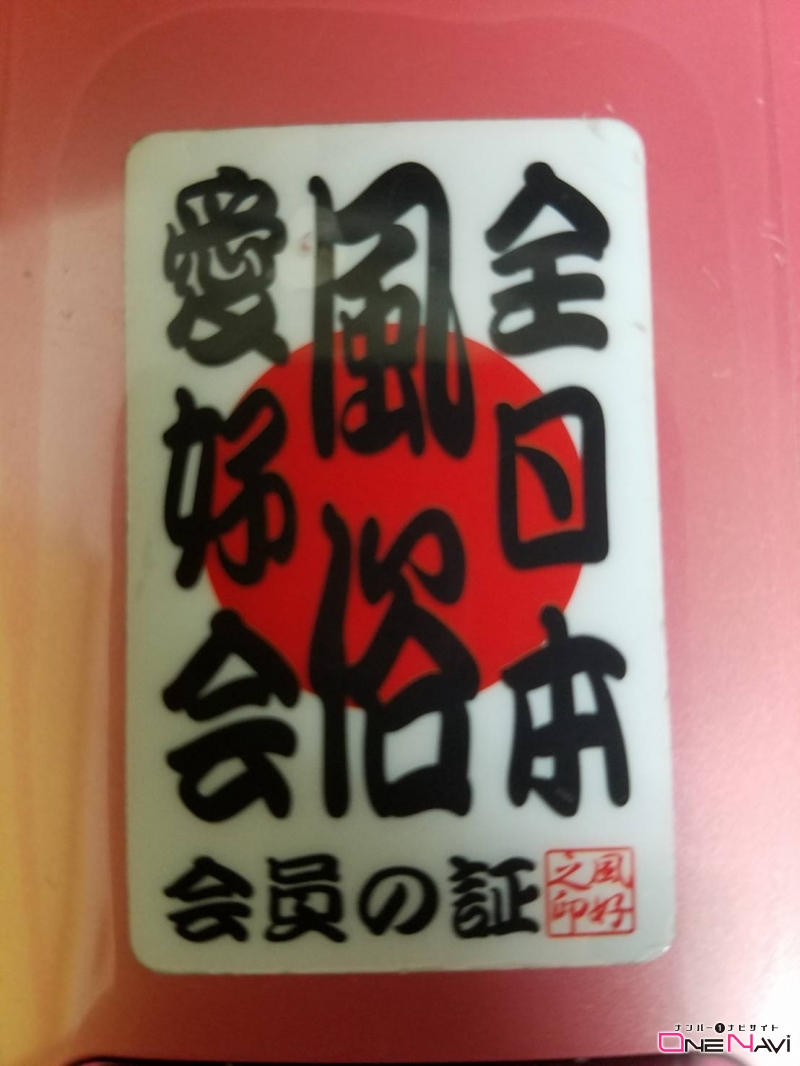 全日本
風俗
愛好会
会員の証
風好
之印
ナンバー1ナビサイト
ONENAVI